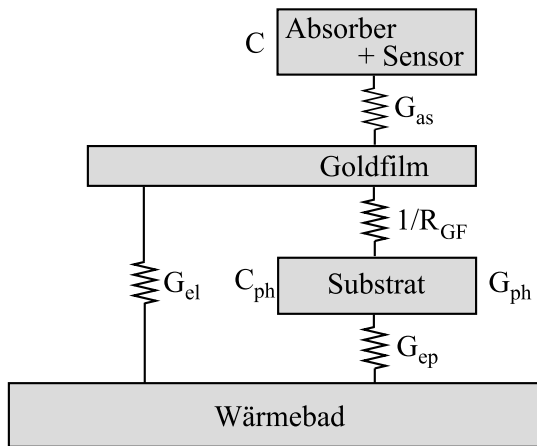 Absorber
+ Sensor
C
G_as
Goldfilm
1/R_GF
G_el
C_ph
Substrat
G_ph
G_ep
Wärmebad